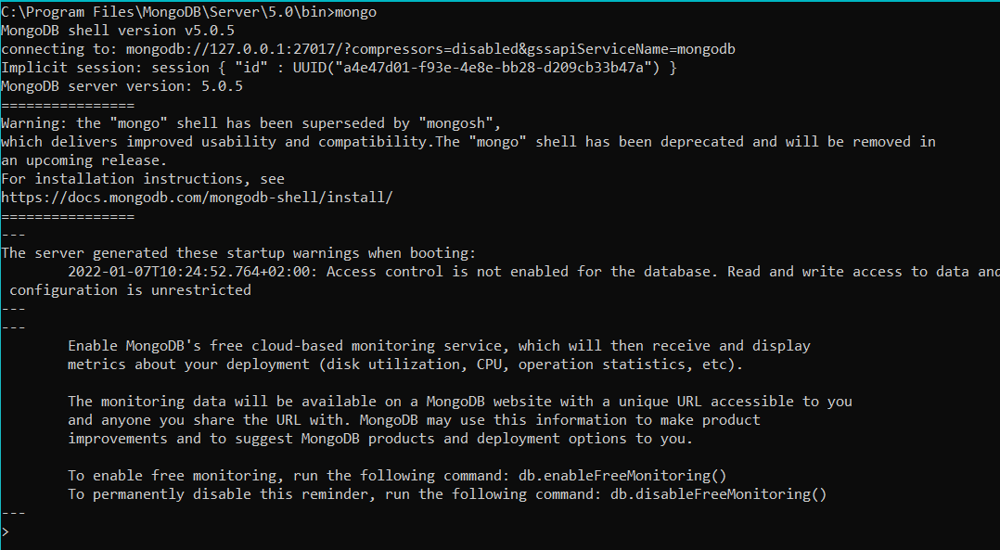 C:\Program Files\MongoDB\Server\5.0\bin>mongo
MongoDB shell version v5.0.5
connecting to: mongodb://127.0.0.1:27017/?compressors=disabled&gssapiServiceName=mongodb
Implicit session: session { "id" : UUID("a4e47d01-f93e-4e8e-bb28-d209cb33b47a") }
MongoDB server version: 5.0.5
================
Warning: the "mongo" shell has been superseded by "mongosh",
which delivers improved usability and compatibility.The "mongo" shell has been deprecated and will be removed in
an upcoming release.
For installation instructions, see
https://docs.mongodb.com/mongodb-shell/install/
================
---
The server generated these startup warnings when booting:
        2022-01-07T10:24:52.764+02:00: Access control is not enabled for the database. Read and write access to data and
 configuration is unrestricted
---
---
        Enable MongoDB's free cloud-based monitoring service, which will then receive and display
        metrics about your deployment (disk utilization, CPU, operation statistics, etc).

        The monitoring data will be available on a MongoDB website with a unique URL accessible to you
        and anyone you share the URL with. MongoDB may use this information to make product
        improvements and to suggest MongoDB products and deployment options to you.

        To enable free monitoring, run the following command: db.enableFreeMonitoring()
        To permanently disable this reminder, run the following command: db.disableFreeMonitoring()
---
>